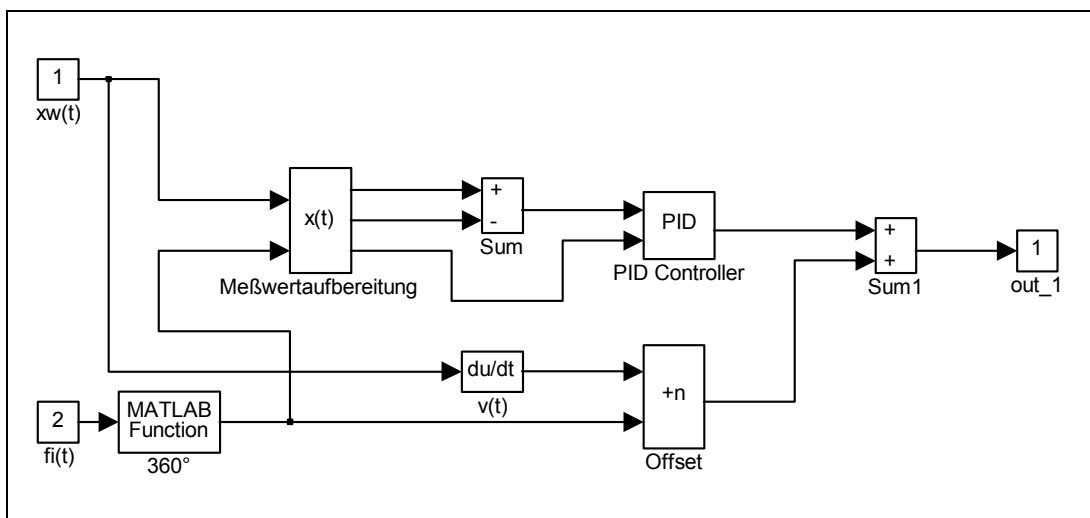 1
xw(t)
x(t)
Meßwertaufbereitung
+
-
Sum
PID
PID Controller
+
+
Sum1
1
out_1
du/dt
v(t)
+n
Offset
2
fi(t)
MATLAB
Function
360°